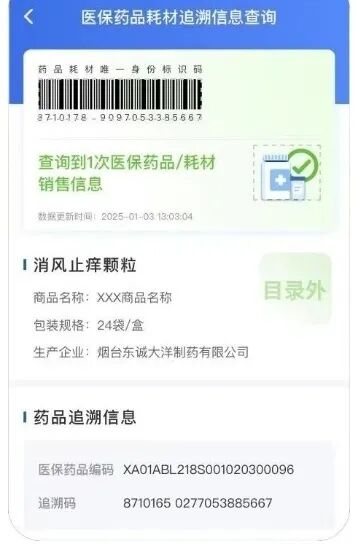 医保药品耗材追溯信息查询
药品耗材唯一身份标识码
8710178-9097053385667
查询到1次医保药品/耗材
销售信息
数据更新时间：2025-01-03 13:03:04
消风止痒颗粒
目录外
商品名称：XXX商品名称
包装规格：24袋/盒
生产企业：烟台东诚大洋制药有限公司
药品追溯信息
医保药品编码 XA01ABL218S001020300096
追溯码 8710165 0277053885667